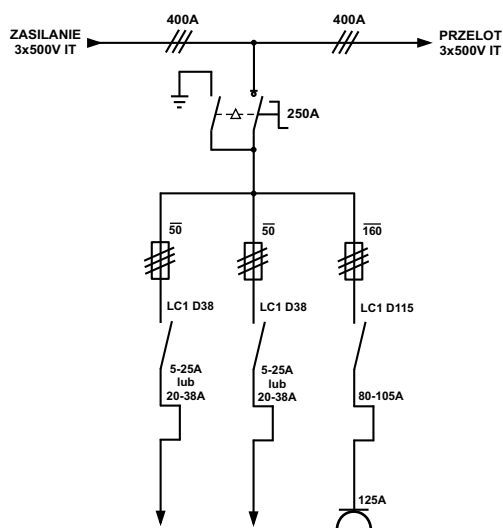 400A 400A
ZASILANIE
3x500V IT
PRZELOT
3x500V IT
250A
50 50 160
LC1 D38 LC1 D38 LC1 D115
5-25A
lub
20-38A
5-25A
lub
20-38A
80-105A
125A